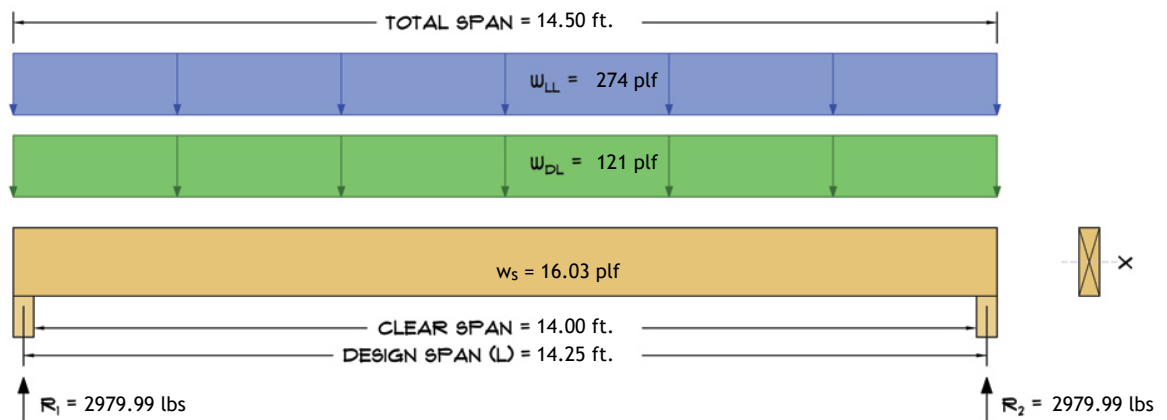 TOTAL SPAN = 14.50 ft.
wLL = 274 plf
wDL = 121 plf
ws = 16.03 plf
X
CLEAR SPAN = 14.00 ft.
DESIGN SPAN (L) = 14.25 ft.
R1 = 2979.99 lbs
R2 = 2979.99 lbs